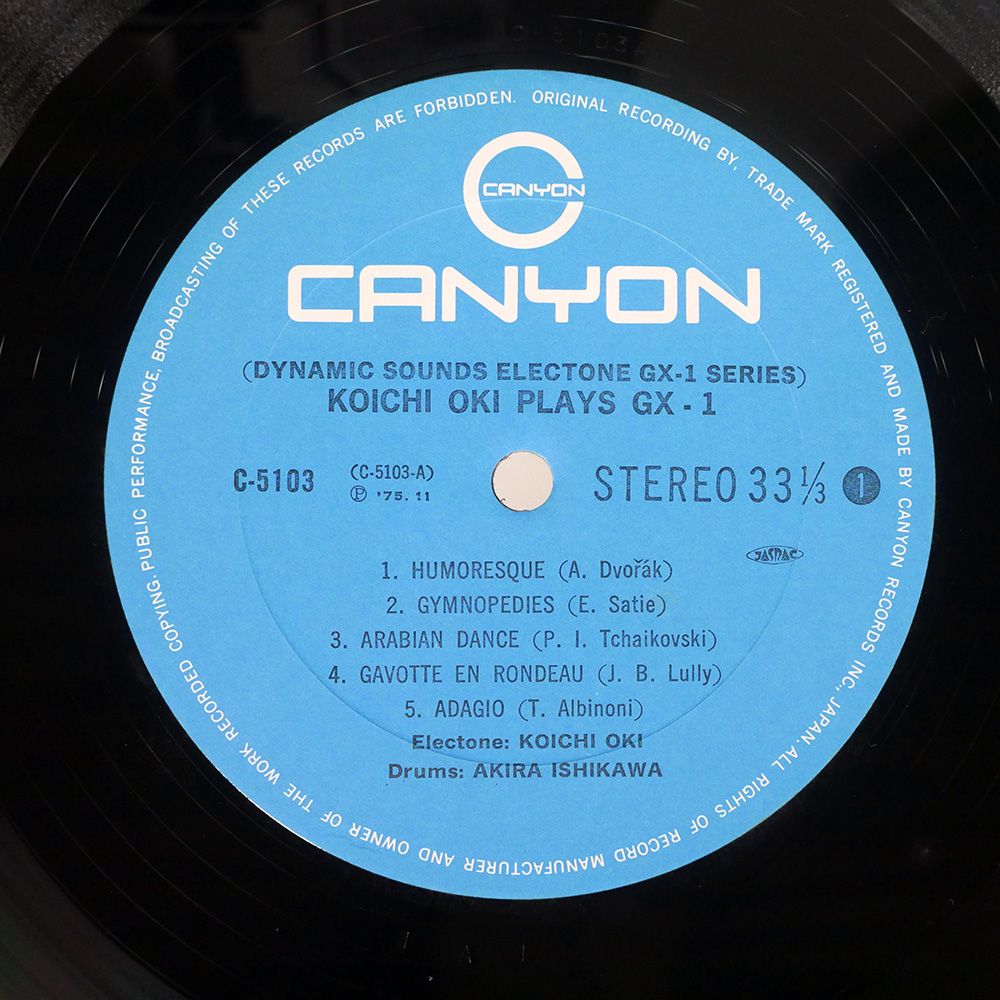 ORIGINAL RECORDING BY, TRADE MARK REGISTERED AND MADE BY CANYON RECORDS INC., JAPAN. ALL RIGHTS OF RECORD MANUFACTURER AND OWNER OF THE WORK RECORDED COPYING. PUBLIC PERFORMANCE, BROADCASTING OF THESE RECORDS ARE FORBIDDEN.
CANYON
CANYON
(DYNAMIC SOUNDS ELECTONE GX-1 SERIES)
KOICHI OKI PLAYS GX-1
C-5103 (C-5103-A) STEREO 33 1/3 1
Ⓟ '75. 11
JASRAC
1. HUMORESQUE (A. Dvořák)
2. GYMNOPEDIES (E. Satie)
3. ARABIAN DANCE (P. I. Tchaikovski)
4. GAVOTTE EN RONDEAU (J. B. Lully)
5. ADAGIO (T. Albinoni)
Electone: KOICHI OKI
Drums: AKIRA ISHIKAWA